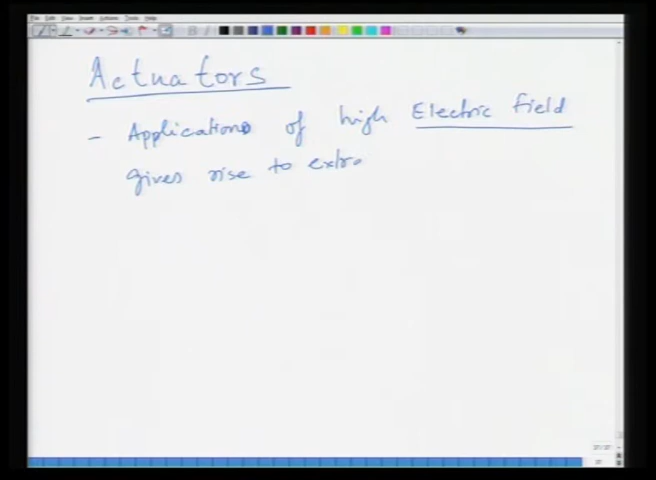 Actuators
- Applications of high Electric field
gives rise to extra